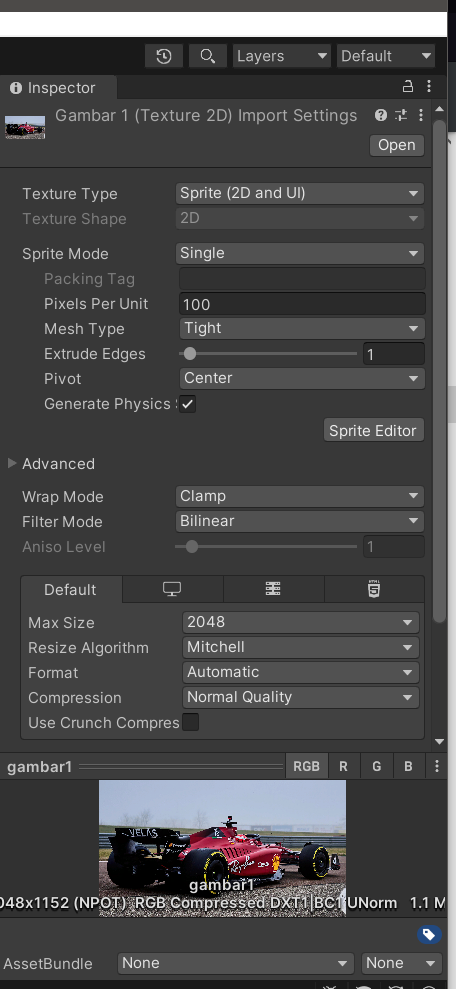 Layers Default
Inspector
Gambar 1 (Texture 2D) Import Settings
Open
Texture Type Sprite (2D and UI)
Texture Shape 2D
Sprite Mode Single
Packing Tag
Pixels Per Unit 100
Mesh Type Tight
Extrude Edges 1
Pivot Center
Generate Physics
Sprite Editor
Advanced
Wrap Mode Clamp
Filter Mode Bilinear
Aniso Level 1
Default HTML 5
Max Size 2048
Resize Algorithm Mitchell
Format Automatic
Compression Normal Quality
Use Crunch Compres
gambar1 RGB R G B
VELAS
gambar1
048x1152 (NPOT) RGB Compressed DXT1|BC1 UNorm 1.1 M
AssetBundle None None